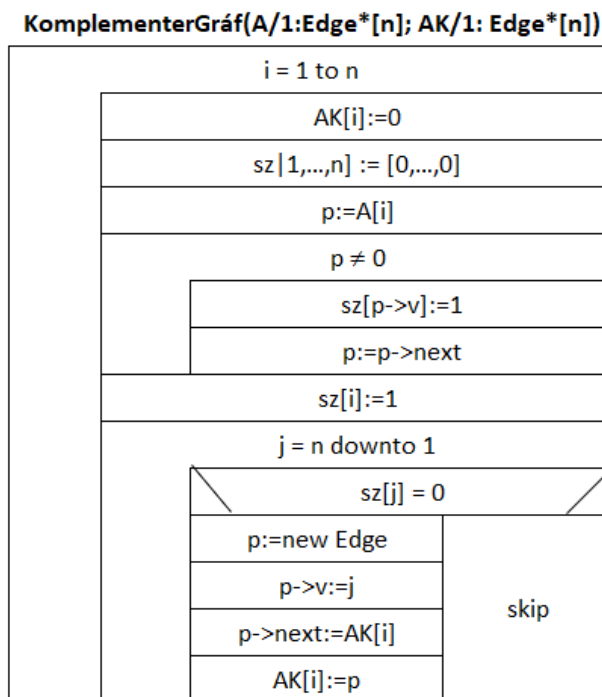 KomplementerGráf(A/1:Edge*[n]; AK/1: Edge*[n])
i = 1 to n
AK[i]:=0
sz|1,...,n] := [0,...,0]
p:=A[i]
p ≠ 0
sz[p->v]:=1
p:=p->next
sz[i]:=1
j = n downto 1
sz[j] = 0
p:=new Edge
p->v:=j
skip
p->next:=AK[i]
AK[i]:=p